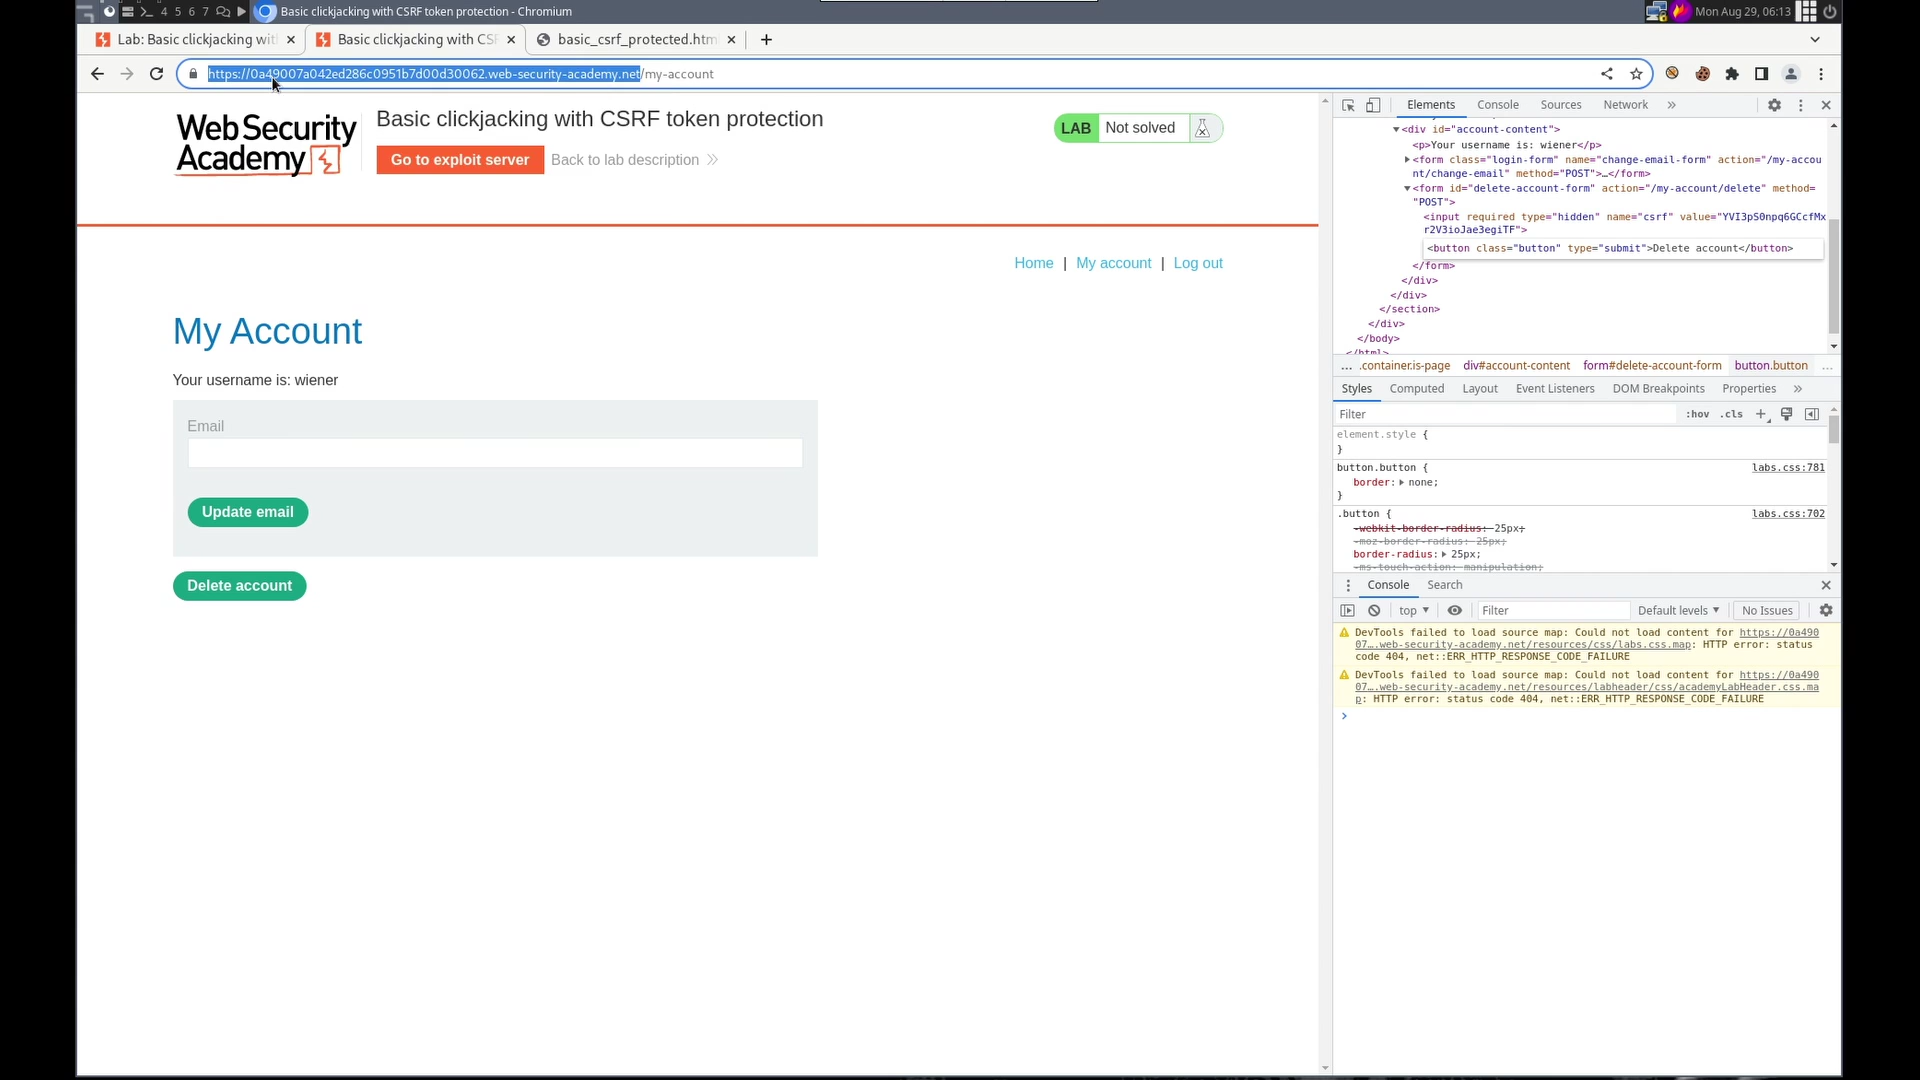 4 5 6 7 Basic clickjacking with CSRF token protection - Chromium Mon Aug 29, 06:13
Lab: Basic clickjacking wit
Basic clickjacking with CS
basic_csrf_protected.htm
https://0a49007a042ed286c0951b7d00d30062.web-security-academy.net/my-account
WebSecurity
Academy
Basic clickjacking with CSRF token protection
Go to exploit server
Back to lab description
LAB Not solved
Home | My account | Log out
My Account
Your username is: wiener
Email
Update email
Delete account
Elements Console Sources Network »
<div id="account-content">
<p>Your username is: wiener</p>
<form class="login-form" name="change-email-form" action="/my-accou
nt/change-email" method="POST">…</form>
<form id="delete-account-form" action="/my-account/delete" method=
"POST">
<input required type="hidden" name="csrf" value="YVI3pS0npq6GCcfMx
r2V3ioJae3egiTF">
<button class="button" type="submit">Delete account</button>
</form>
</div>
</div>
</section>
</div>
</body>
</html>
… .container.is-page div#account-content form#delete-account-form button.button …
Styles Computed Layout Event Listeners DOM Breakpoints Properties »
Filter :hov .cls +
element.style {
}
button.button { labs.css:781
border: none;
}
.button { labs.css:702
-webkit-border-radius: 25px;
-moz-border-radius: 25px;
border-radius: 25px;
-ms-touch-action: manipulation;
Console Search
top Filter Default levels No Issues
DevTools failed to load source map: Could not load content for https://0a490
07….web-security-academy.net/resources/css/labs.css.map: HTTP error: status
code 404, net::ERR_HTTP_RESPONSE_CODE_FAILURE
DevTools failed to load source map: Could not load content for https://0a490
07….web-security-academy.net/resources/labheader/css/academyLabHeader.css.ma
p: HTTP error: status code 404, net::ERR_HTTP_RESPONSE_CODE_FAILURE